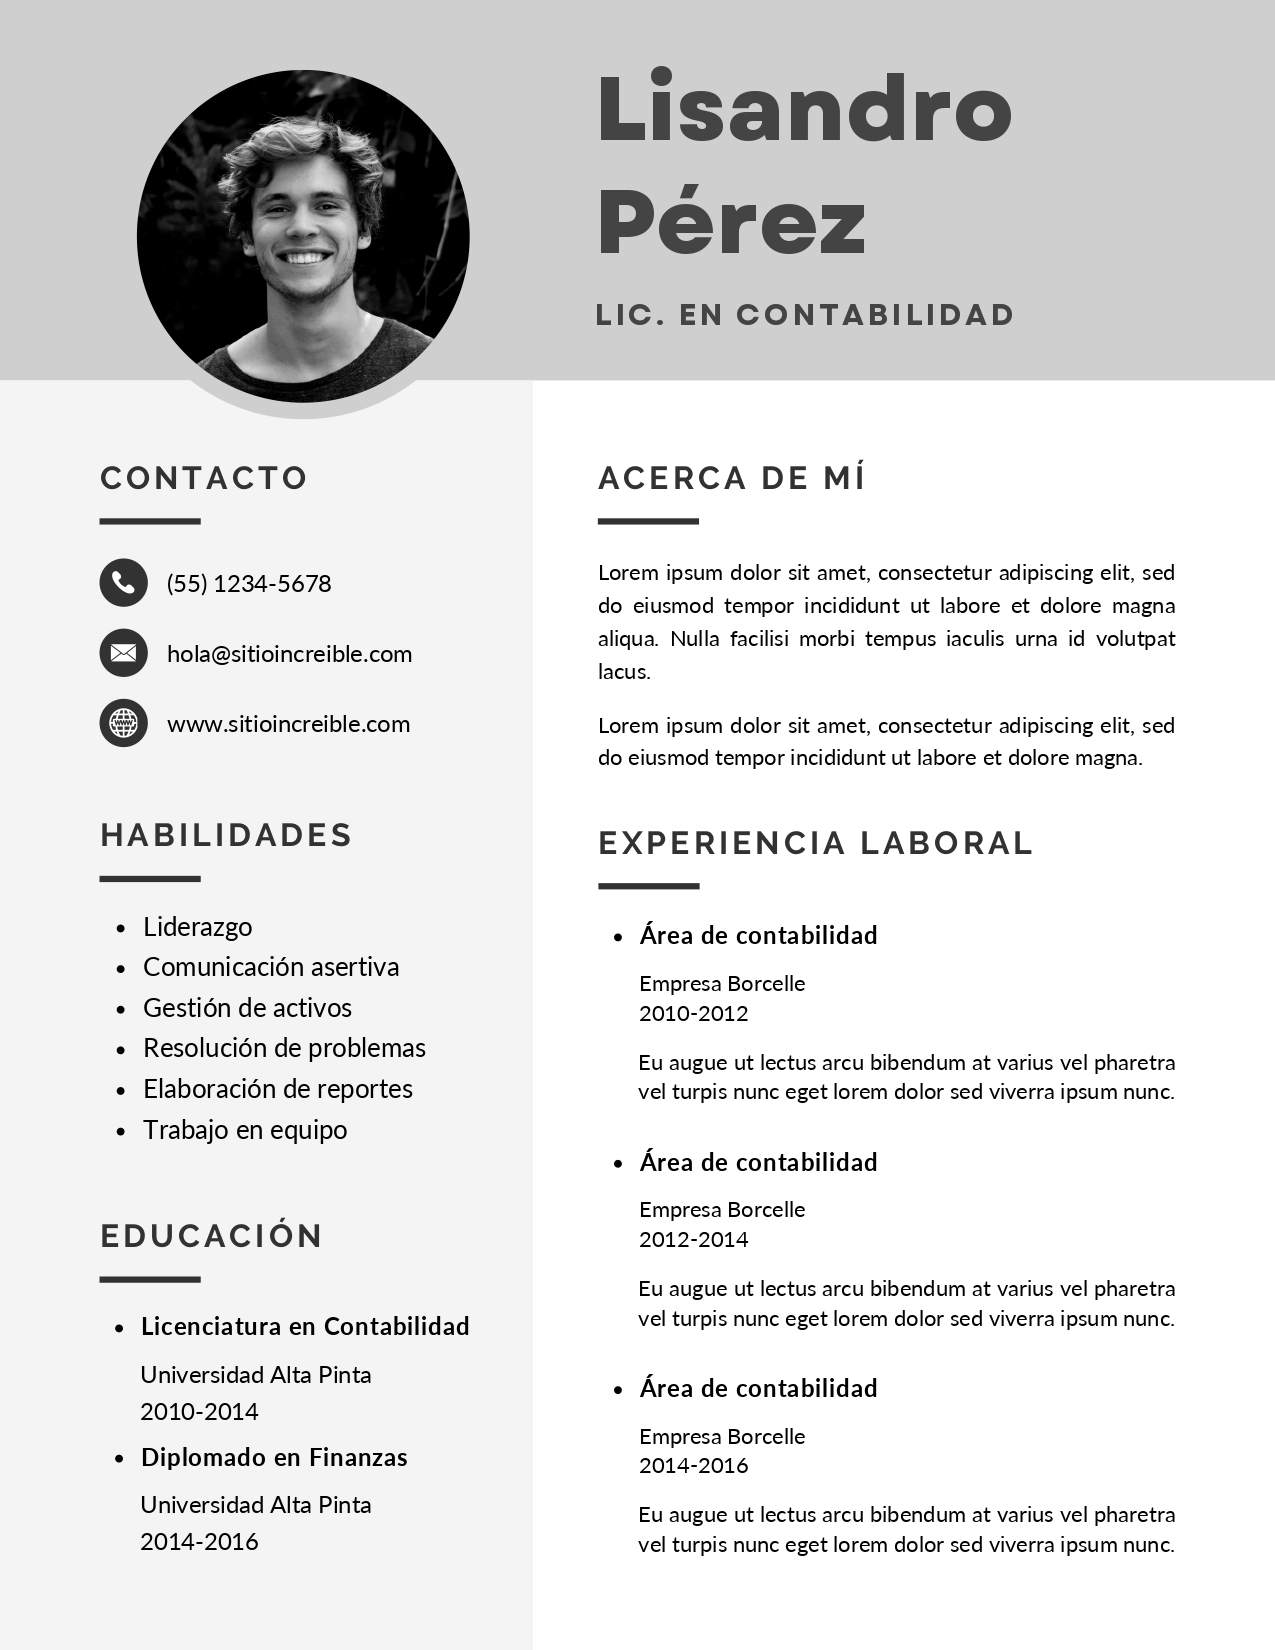 Lisandro
Pérez
LIC. EN CONTABILIDAD
CONTACTO
(55) 1234-5678
hola@sitioincreible.com
www.sitioincreible.com
HABILIDADES
• Liderazgo
• Comunicación asertiva
• Gestión de activos
• Resolución de problemas
• Elaboración de reportes
• Trabajo en equipo
EDUCACIÓN
• Licenciatura en Contabilidad
Universidad Alta Pinta
2010-2014
• Diplomado en Finanzas
Universidad Alta Pinta
2014-2016
ACERCA DE MÍ
Lorem ipsum dolor sit amet, consectetur adipiscing elit, sed
do eiusmod tempor incididunt ut labore et dolore magna
aliqua. Nulla facilisi morbi tempus iaculis urna id volutpat
lacus.
Lorem ipsum dolor sit amet, consectetur adipiscing elit, sed
do eiusmod tempor incididunt ut labore et dolore magna.
EXPERIENCIA LABORAL
• Área de contabilidad
Empresa Borcelle
2010-2012
Eu augue ut lectus arcu bibendum at varius vel pharetra
vel turpis nunc eget lorem dolor sed viverra ipsum nunc.
• Área de contabilidad
Empresa Borcelle
2012-2014
Eu augue ut lectus arcu bibendum at varius vel pharetra
vel turpis nunc eget lorem dolor sed viverra ipsum nunc.
• Área de contabilidad
Empresa Borcelle
2014-2016
Eu augue ut lectus arcu bibendum at varius vel pharetra
vel turpis nunc eget lorem dolor sed viverra ipsum nunc.